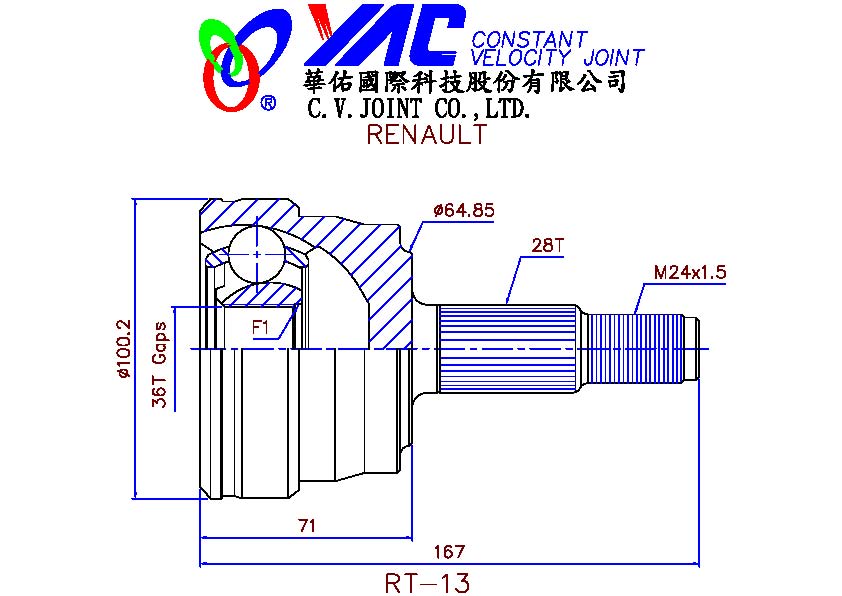 YAC
CONSTANT
VELOCITY JOINT
®
華佑國際科技股份有限公司
C.V.JOINT CO.,LTD.
RENAULT
ø64.85
28T
M24x1.5
F1
ø100.2
36T Gaps
71
167
RT-13